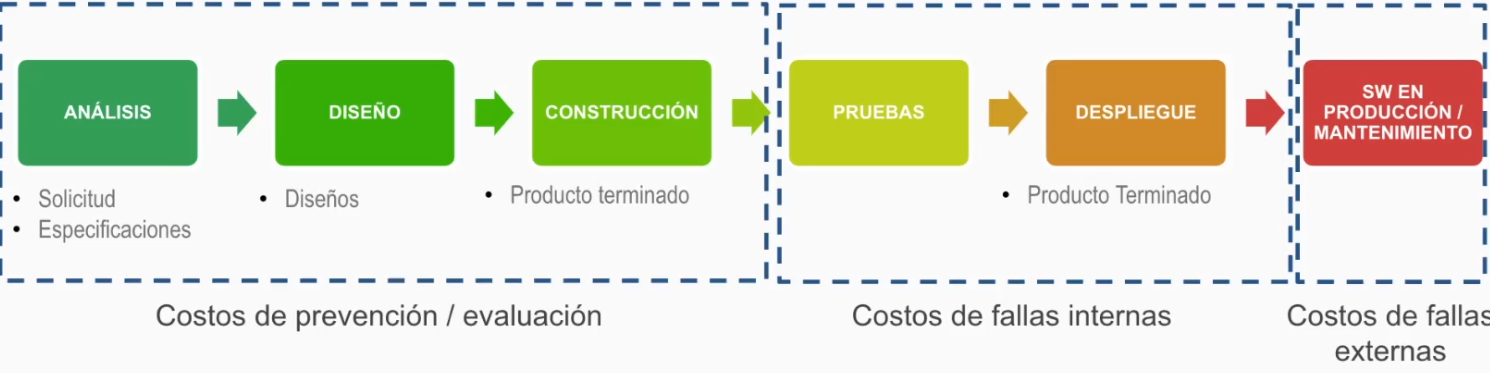 ANÁLISIS
DISEÑO
CONSTRUCCIÓN
PRUEBAS
DESPLIEGUE
SW EN
PRODUCCIÓN /
MANTENIMIENTO
• Solicitud
• Especificaciones
• Diseños
• Producto terminado
• Producto Terminado
Costos de prevención / evaluación
Costos de fallas internas
Costos de fallas
externas